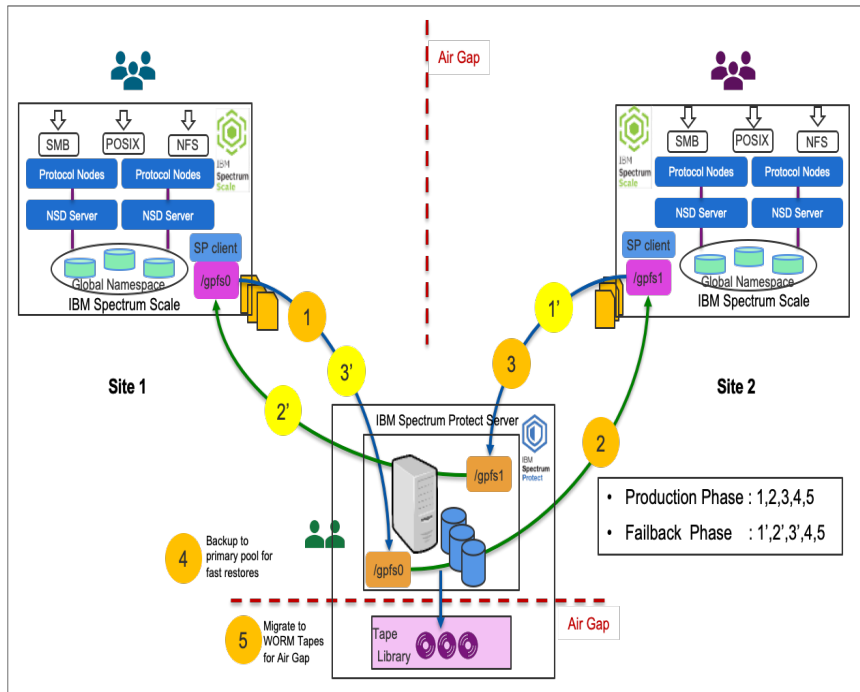 Air Gap
SMB
POSIX
NFS
IBM
Spectrum
Scale
Protocol Nodes
Protocol Nodes
NSD Server
NSD Server
SP client
Global Namespace
/gpfs0
IBM Spectrum Scale
IBM
Spectrum
Scale
SMB
POSIX
NFS
Protocol Nodes
Protocol Nodes
NSD Server
NSD Server
SP client
/gpfs1
Global Namespace
IBM Spectrum Scale
1
1’
3’
3
Site 1
Site 2
2’
2
IBM Spectrum Protect Server
IBM
Spectrum
Protect
/gpfs1
/gpfs0
• Production Phase : 1,2,3,4,5
• Failback Phase : 1’,2’,3’,4,5
4
Backup to
primary pool for
fast restores
5
Migrate to
WORM Tapes
for Air Gap
Air Gap
Tape
Library